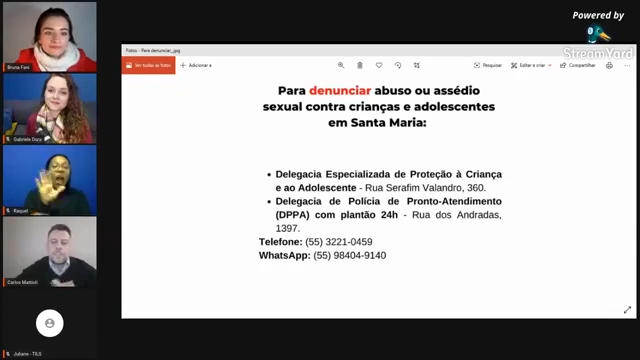 Powered by
StreamYard
Fotos - Para denunciar_.jpg
Ver todas as fotos
Adicionar a
Pesquisar
Editar e criar
Compartilhar
Para denunciar abuso ou assédio
sexual contra crianças e adolescentes
em Santa Maria:
• Delegacia Especializada de Proteção à Criança
e ao Adolescente - Rua Serafim Valandro, 360.
• Delegacia de Polícia de Pronto-Atendimento
(DPPA) com plantão 24h - Rua dos Andradas,
1397.
Telefone: (55) 3221-0459
WhatsApp: (55) 98404-9140
Bruna Fani
Gabriele Dura
Raquel
Carlos Mattioli
Juliane - TILS